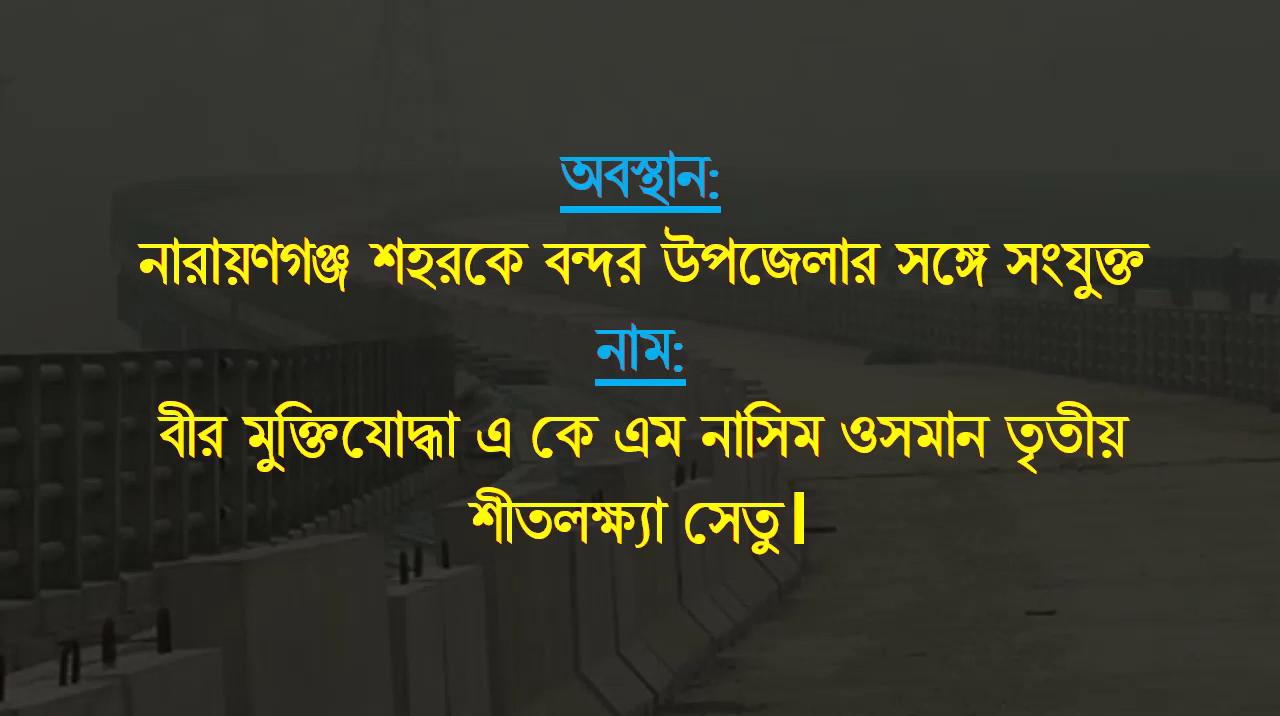 অবস্থান:
নারায়ণগঞ্জ শহরকে বন্দর উপজেলার সঙ্গে সংযুক্ত
নাম:
বীর মুক্তিযোদ্ধা এ কে এম নাসিম ওসমান তৃতীয়
শীতলক্ষ্যা সেতু।